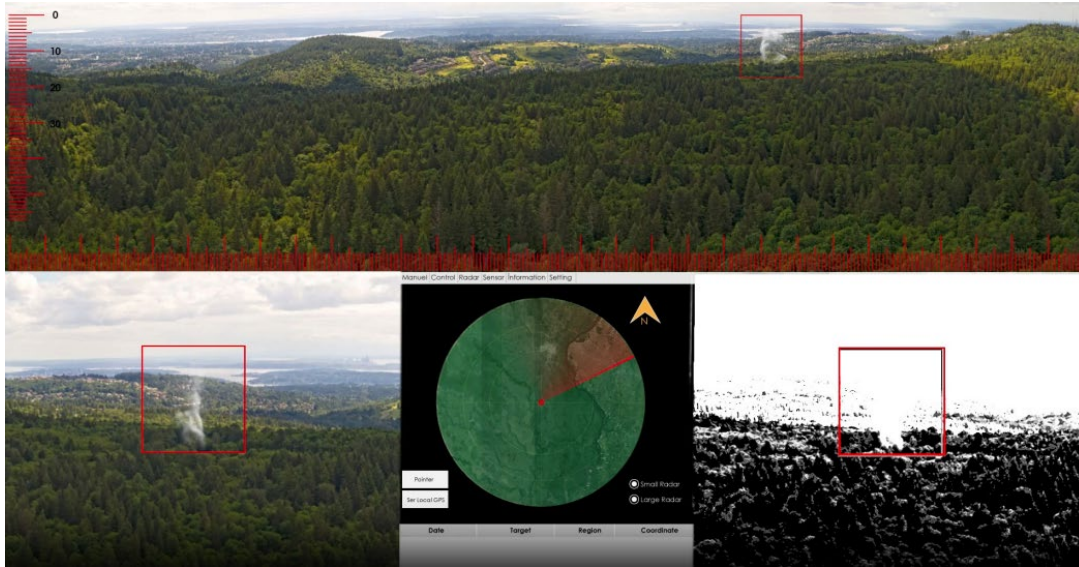 0
10
20
30
Manuel Control Radar Sensor Information Setting
N
Pointer
Ser Local GPS
Small Radar
Large Radar
Date Target Region Coordinate